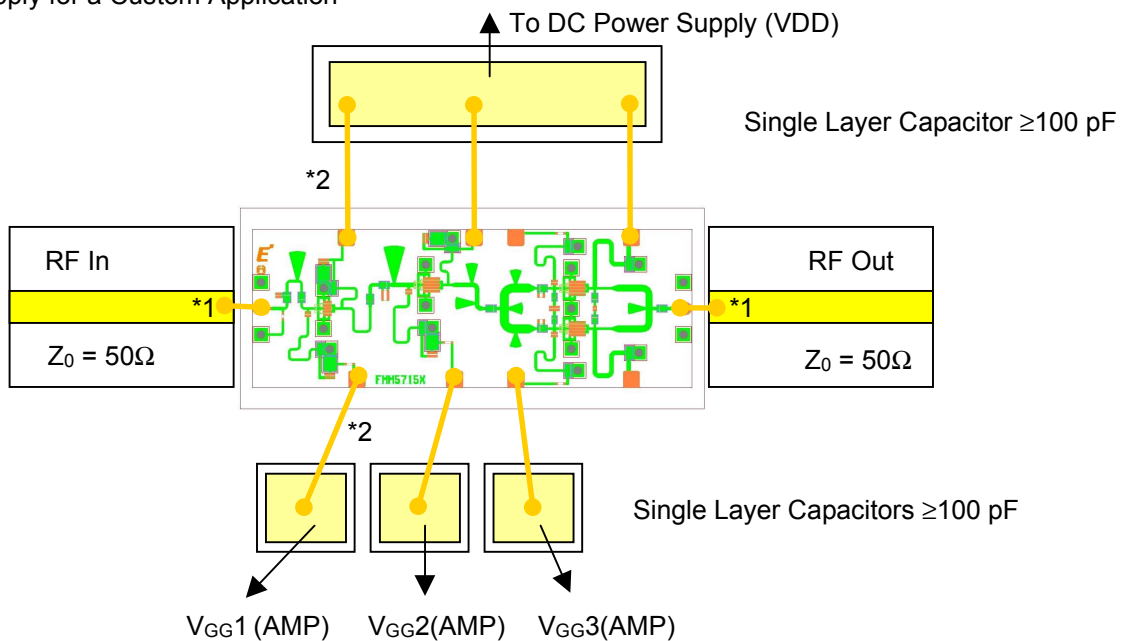 ply for a Custom Application
To DC Power Supply (VDD)
Single Layer Capacitor ≥100 pF
*2
RF In
RF Out
*1
*1
Z0 = 50Ω
Z0 = 50Ω
FMM5715X
*2
Single Layer Capacitors ≥100 pF
VGG1 (AMP) VGG2(AMP) VGG3(AMP)